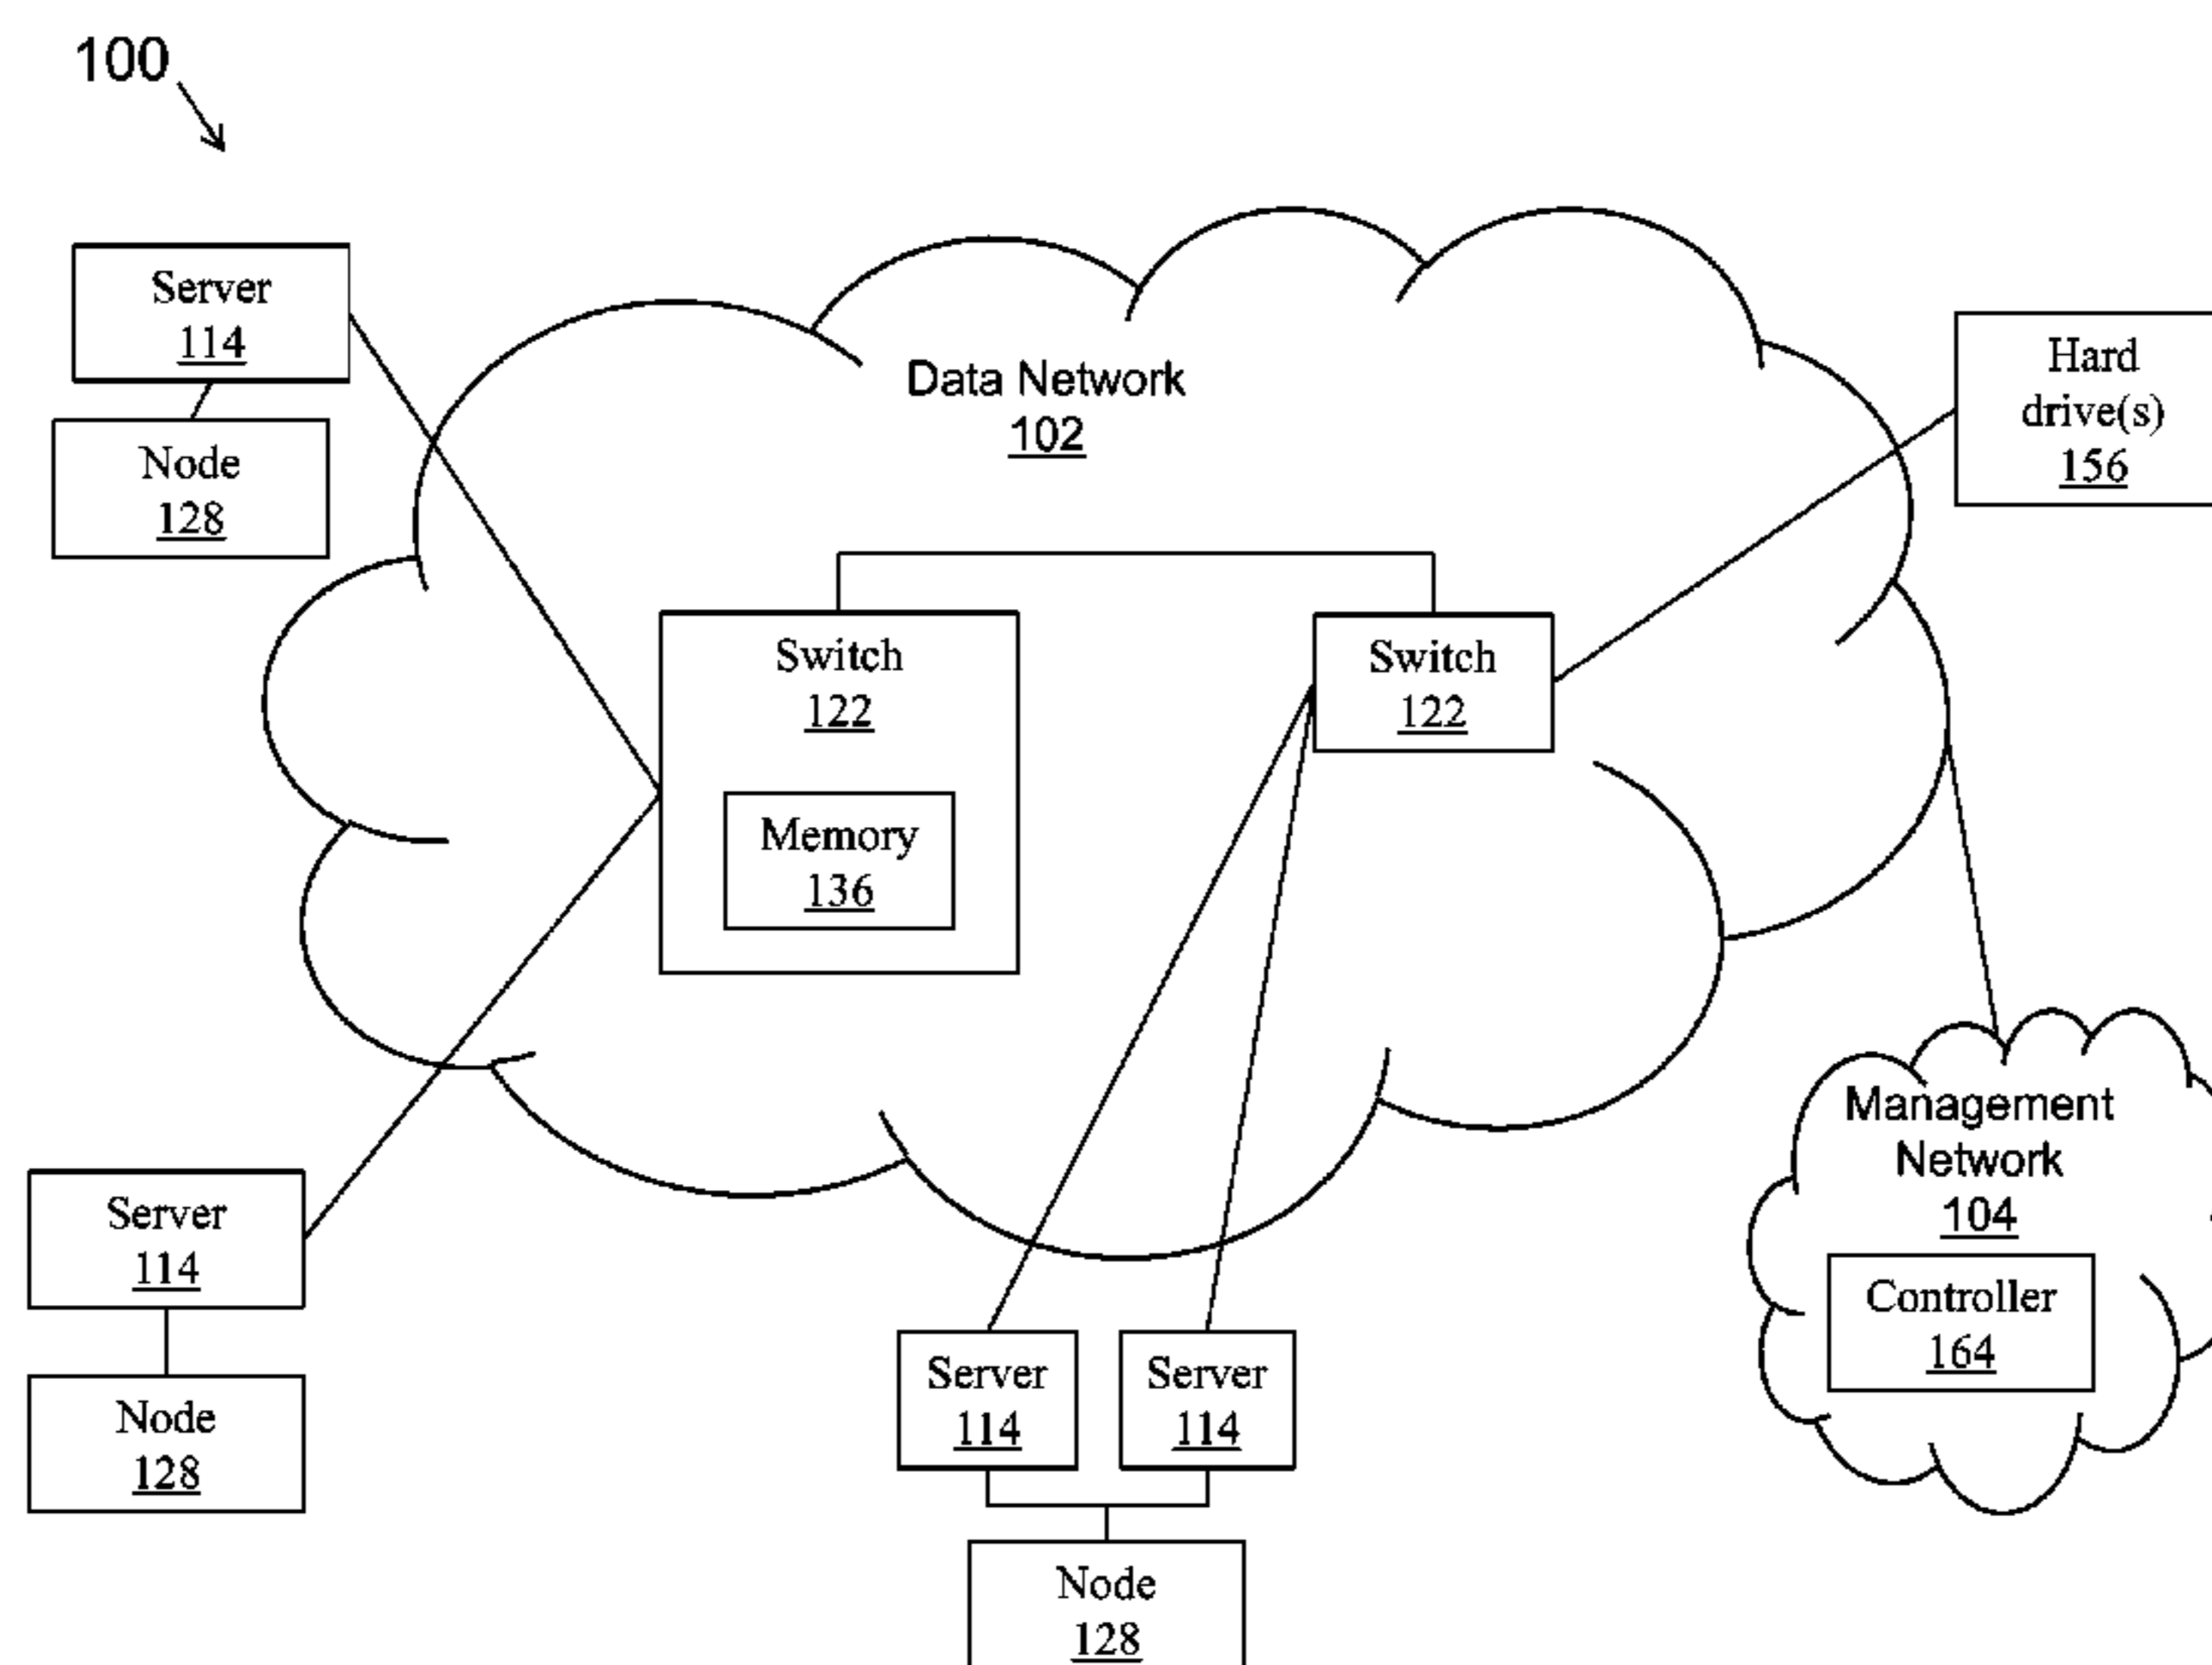 100
Server
114
Node
128
Data Network
102
Hard
drive(s)
156
Switch
122
Memory
136
Switch
122
Management
Network
104
Controller
164
Server
114
Node
128
Server
114
Server
114
Node
128